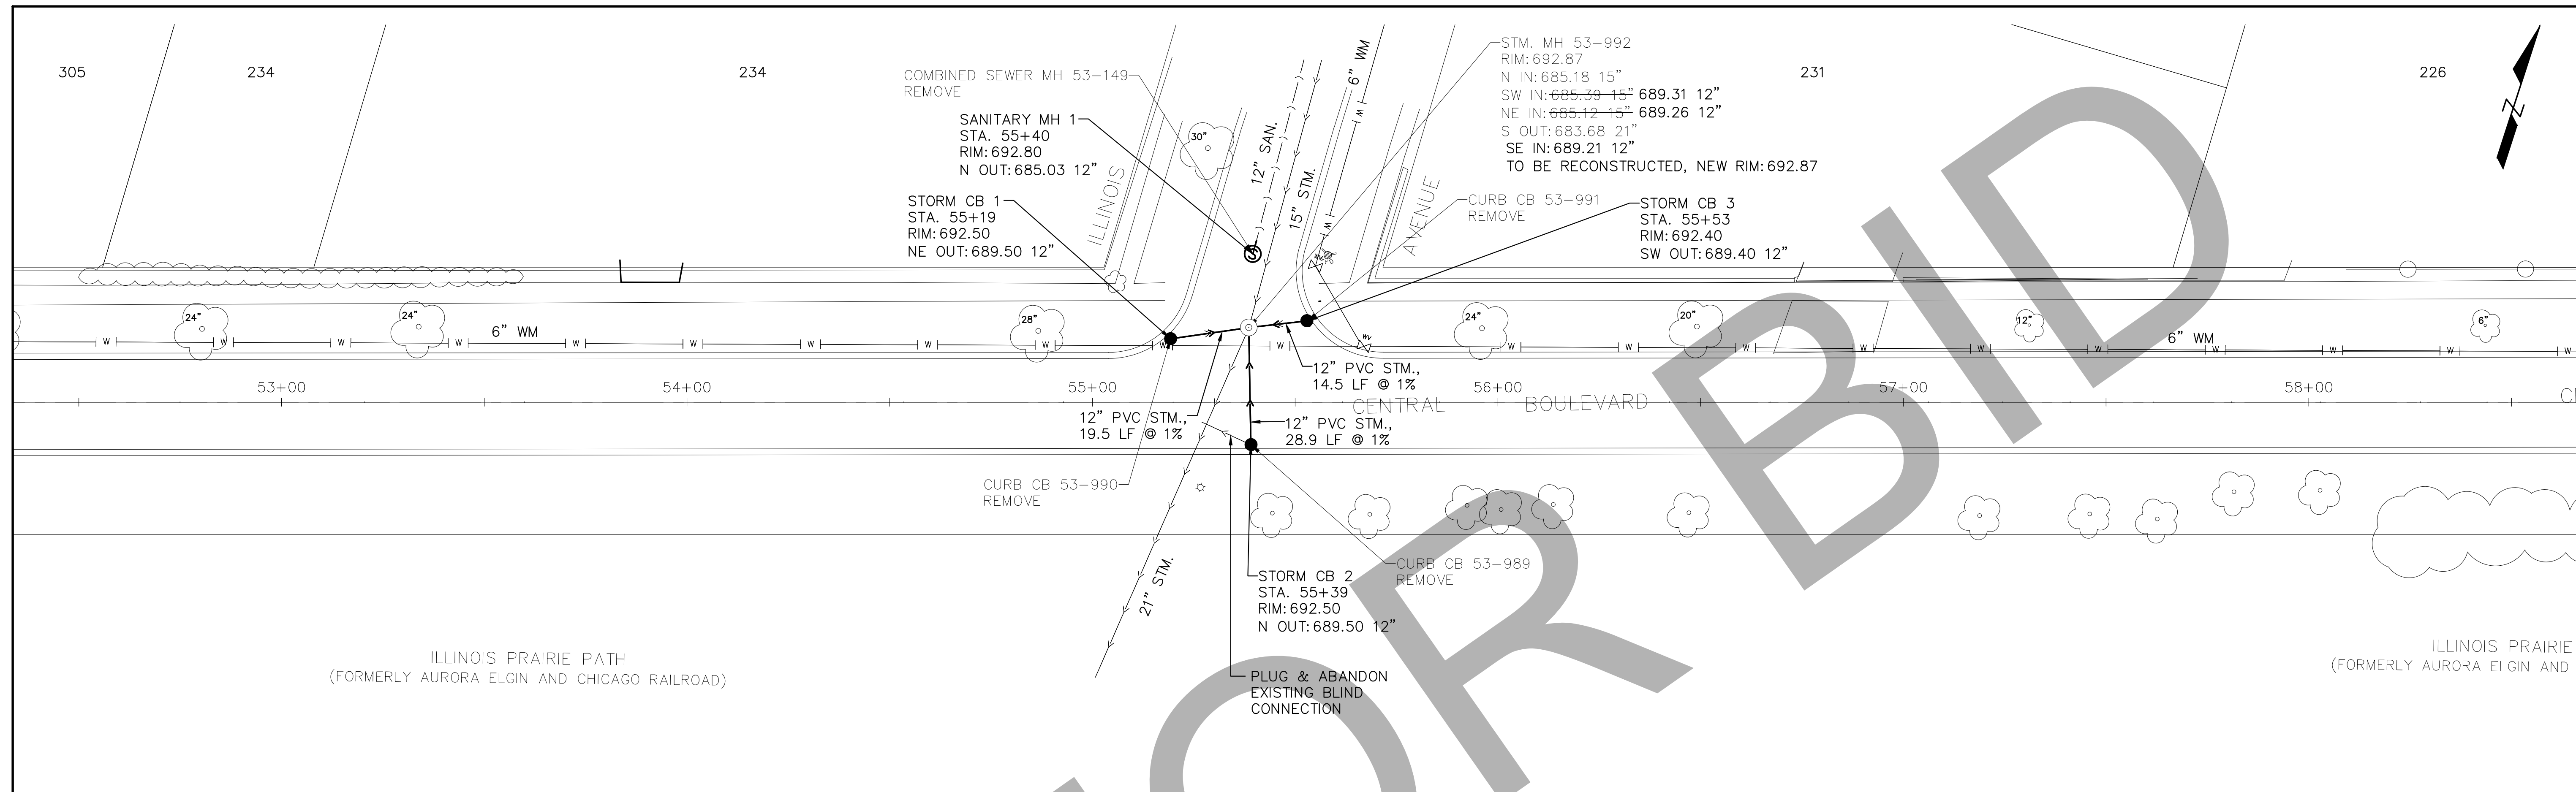 305
234
234
231
226
COMBINED SEWER MH 53-149
REMOVE
SANITARY MH 1
STA. 55+40
RIM:692.80
N OUT:685.03 12"
STORM CB 1
STA. 55+19
RIM:692.50
NE OUT:689.50 12"
ILLINOIS
30"
12" SAN.
15" STM.
6" WM
W
W
STM. MH 53-992
RIM:692.87
N IN:685.18 15"
SW IN:685.39 15" 689.31 12"
NE IN:685.12 15" 689.26 12"
S OUT:683.68 21"
SE IN:689.21 12"
TO BE RECONSTRUCTED, NEW RIM:692.87
AVENUE
CURB CB 53-991
REMOVE
STORM CB 3
STA. 55+53
RIM:692.40
SW OUT:689.40 12"
24"
24"
6" WM
28"
24"
20"
12"
6" WM
6"
W W W W W W W W W W W W W W W W W W W W W W
53+00
54+00
55+00
56+00
57+00
58+00
12" PVC STM.,
14.5 LF @ 1%
CENTRAL BOULEVARD
C
12" PVC STM.,
19.5 LF @ 1%
12" PVC STM.,
28.9 LF @ 1%
CURB CB 53-990
REMOVE
CURB CB 53-989
REMOVE
STORM CB 2
STA. 55+39
RIM:692.50
N OUT:689.50 12"
21" STM.
PLUG & ABANDON
EXISTING BLIND
CONNECTION
ILLINOIS PRAIRIE PATH
(FORMERLY AURORA ELGIN AND CHICAGO RAILROAD)
ILLINOIS PRAIRIE
(FORMERLY AURORA ELGIN AND
OR BID